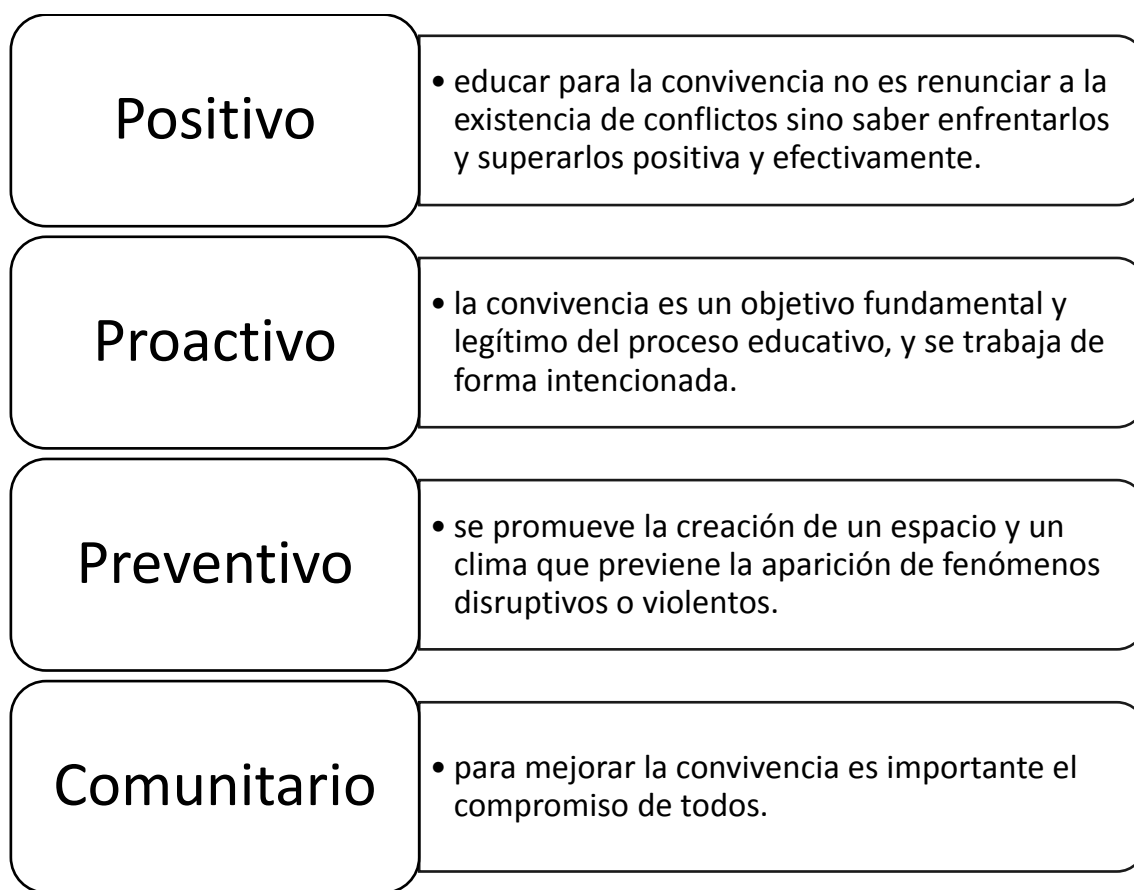 Positivo
• educar para la convivencia no es renunciar a la
existencia de conflictos sino saber enfrentarlos
y superarlos positiva y efectivamente.
Proactivo
• la convivencia es un objetivo fundamental y
legítimo del proceso educativo, y se trabaja de
forma intencionada.
Preventivo
• se promueve la creación de un espacio y un
clima que previene la aparición de fenómenos
disruptivos o violentos.
Comunitario
• para mejorar la convivencia es importante el
compromiso de todos.